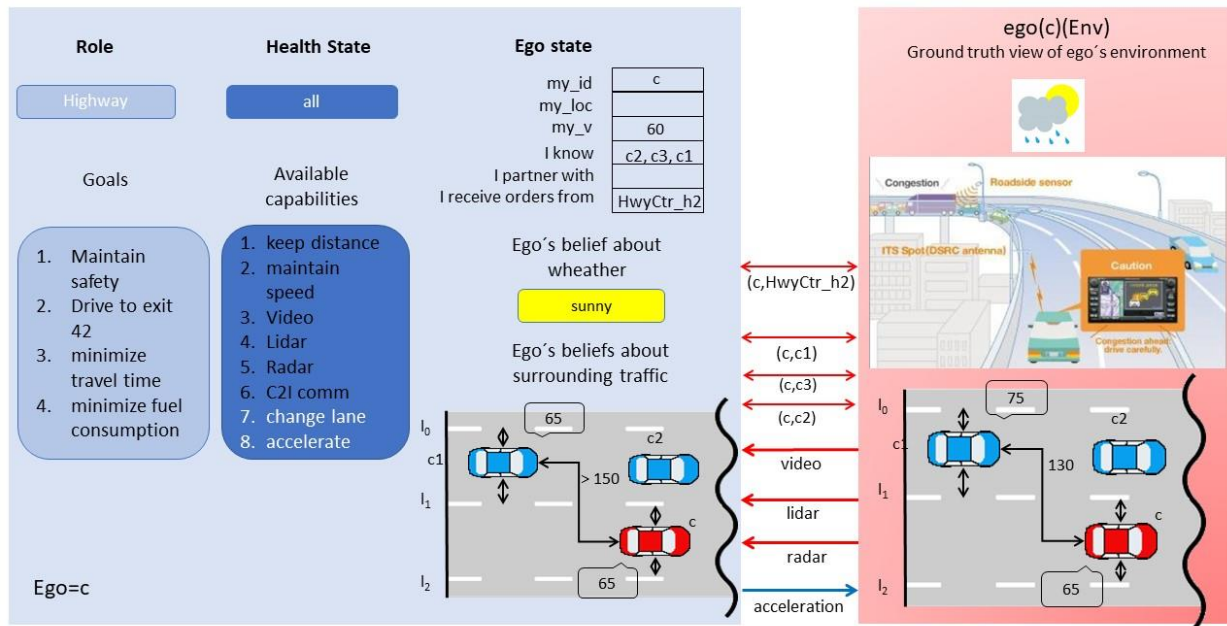 Role
Highway
Goals
1. Maintain
safety
2. Drive to exit
42
3. minimize
travel time
4. minimize fuel
consumption
Ego=c
Health State
all
Available
capabilities
1. keep distance
2. maintain
speed
3. Video
4. Lidar
5. Radar
6. C2I comm
7. change lane
8. accelerate
Ego state
my_id c
my_loc
my_v 60
I know c2, c3, c1
I partner with
I receive orders from HwyCtr_h2
Ego´s belief about
wheather
sunny
Ego´s beliefs about
surrounding traffic
65
l0
c2
c1
> 150
l1
c
l2
65
(c,HwyCtr_h2)
(c,c1)
(c,c3)
(c,c2)
video
lidar
radar
acceleration
ego(c)(Env)
Ground truth view of ego´s environment
Congestion
Roadside sensor
ITS Spot(DSRC antenna)
Caution
Congestion ahead:
drive carefully.
75
l0
c2
c1
130
l1
c
l2
65